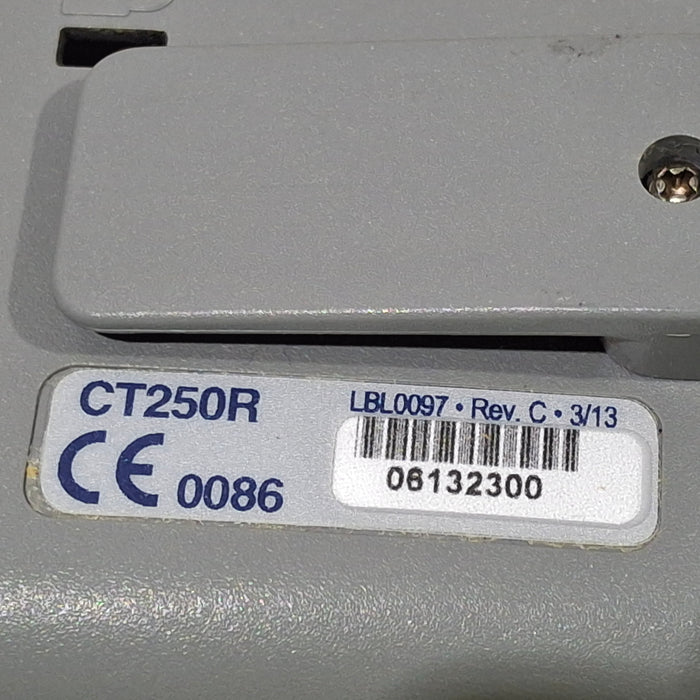 CT250R
CE 0086
LBL0097 • Rev. C • 3/13
06132300